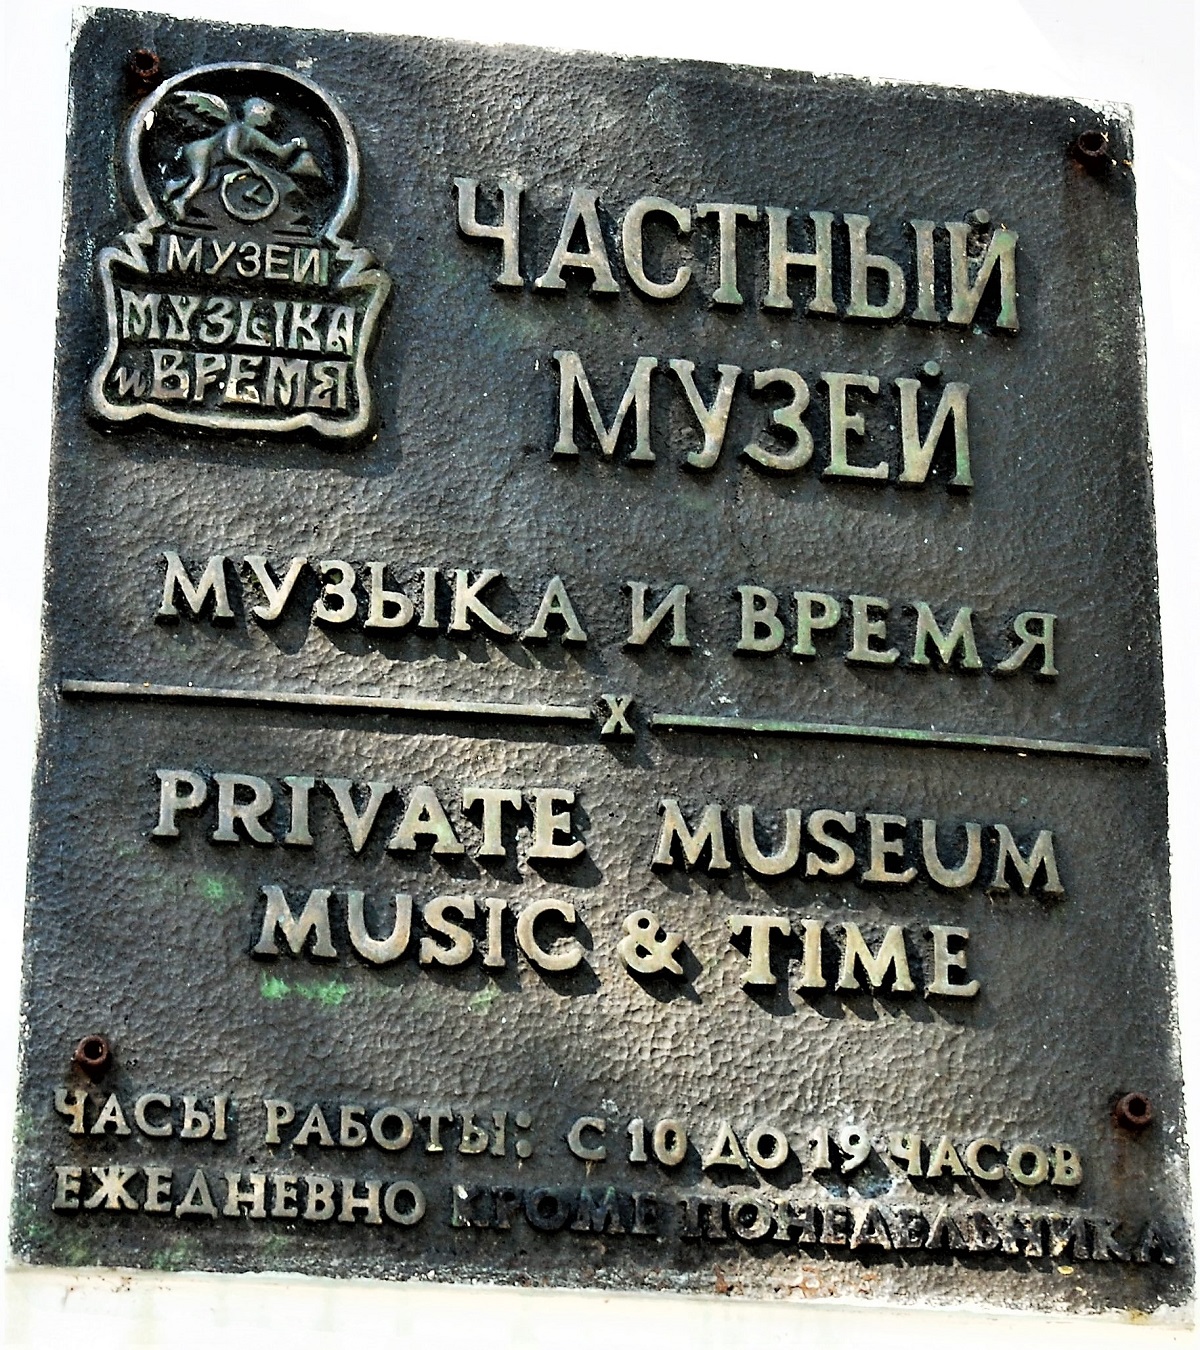 МУЗЕЙ
МУЗЫКА
и ВРЕМЯ
ЧАСТНЫЙ
МУЗЕЙ
МУЗЫКА И ВРЕМЯ
x
PRIVATE MUSEUM
MUSIC & TIME
ЧАСЫ РАБОТЫ: С 10 ДО 19 ЧАСОВ
ЕЖЕДНЕВНО КРОМЕ ПОНЕДЕЛЬНИКА